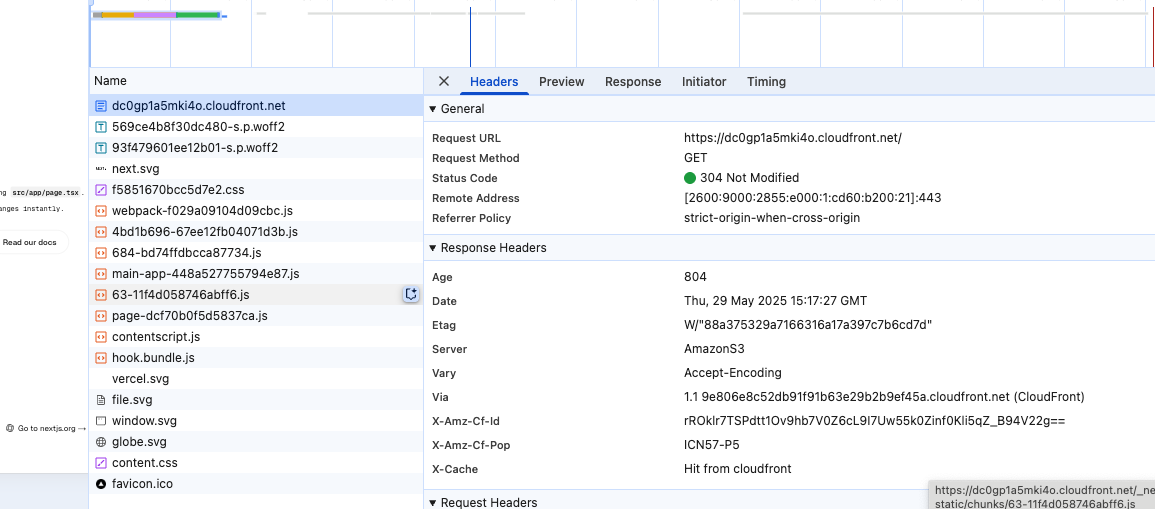 Name
dc0gp1a5mki4o.cloudfront.net
569ce4b8f30dc480-s.p.woff2
93f479601ee12b01-s.p.woff2
next.svg
f5851670bcc5d7e2.css
webpack-f029a09104d09cbc.js
4bd1b696-67ee12fb04071d3b.js
684-bd74ffdbcca87734.js
main-app-448a527755794e87.js
63-11f4d058746abff6.js
page-dcf70b0f5d5837ca.js
contentscript.js
hook.bundle.js
vercel.svg
file.svg
window.svg
globe.svg
content.css
favicon.ico
ng src/app/page.tsx.
anges instantly.
Read our docs
Go to nextjs.org →
Headers Preview Response Initiator Timing
General
Request URL https://dc0gp1a5mki4o.cloudfront.net/
Request Method GET
Status Code 304 Not Modified
Remote Address [2600:9000:2855:e000:1:cd60:b200:21]:443
Referrer Policy strict-origin-when-cross-origin
Response Headers
Age 804
Date Thu, 29 May 2025 15:17:27 GMT
Etag W/"88a375329a7166316a17a397c7b6cd7d"
Server AmazonS3
Vary Accept-Encoding
Via 1.1 9e806e8c52db91f91b63e29b2b9ef45a.cloudfront.net (CloudFront)
X-Amz-Cf-Id rROklr7TSPdtt1Ov9hb7V0Z6cL9I7Uw55k0Zinf0Kli5qZ_B94V22g==
X-Amz-Cf-Pop ICN57-P5
X-Cache Hit from cloudfront
Request Headers
https://dc0gp1a5mki4o.cloudfront.net/_ne
static/chunks/63-11f4d058746abff6.js